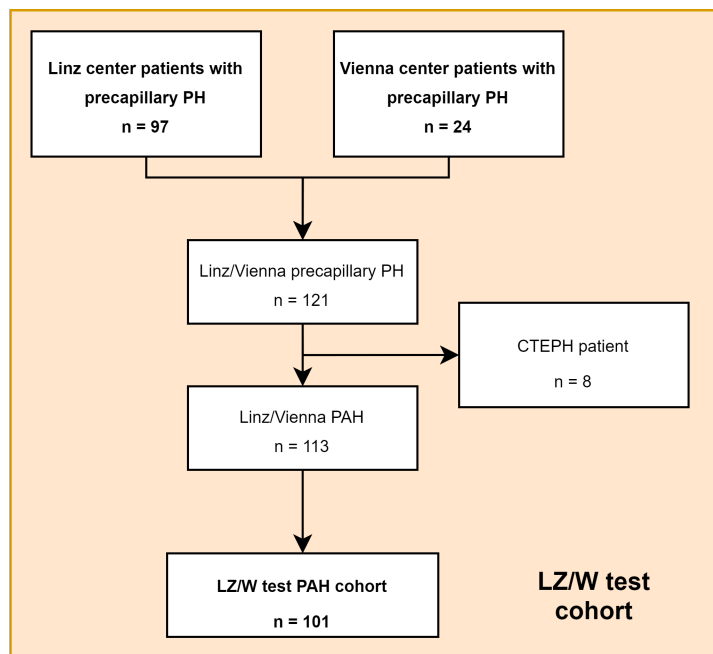 Linz center patients with
precapillary PH
n = 97
Vienna center patients with
precapillary PH
n = 24
Linz/Vienna precapillary PH
n = 121
CTEPH patient
n = 8
Linz/Vienna PAH
n = 113
LZ/W test PAH cohort
n = 101
LZ/W test
cohort